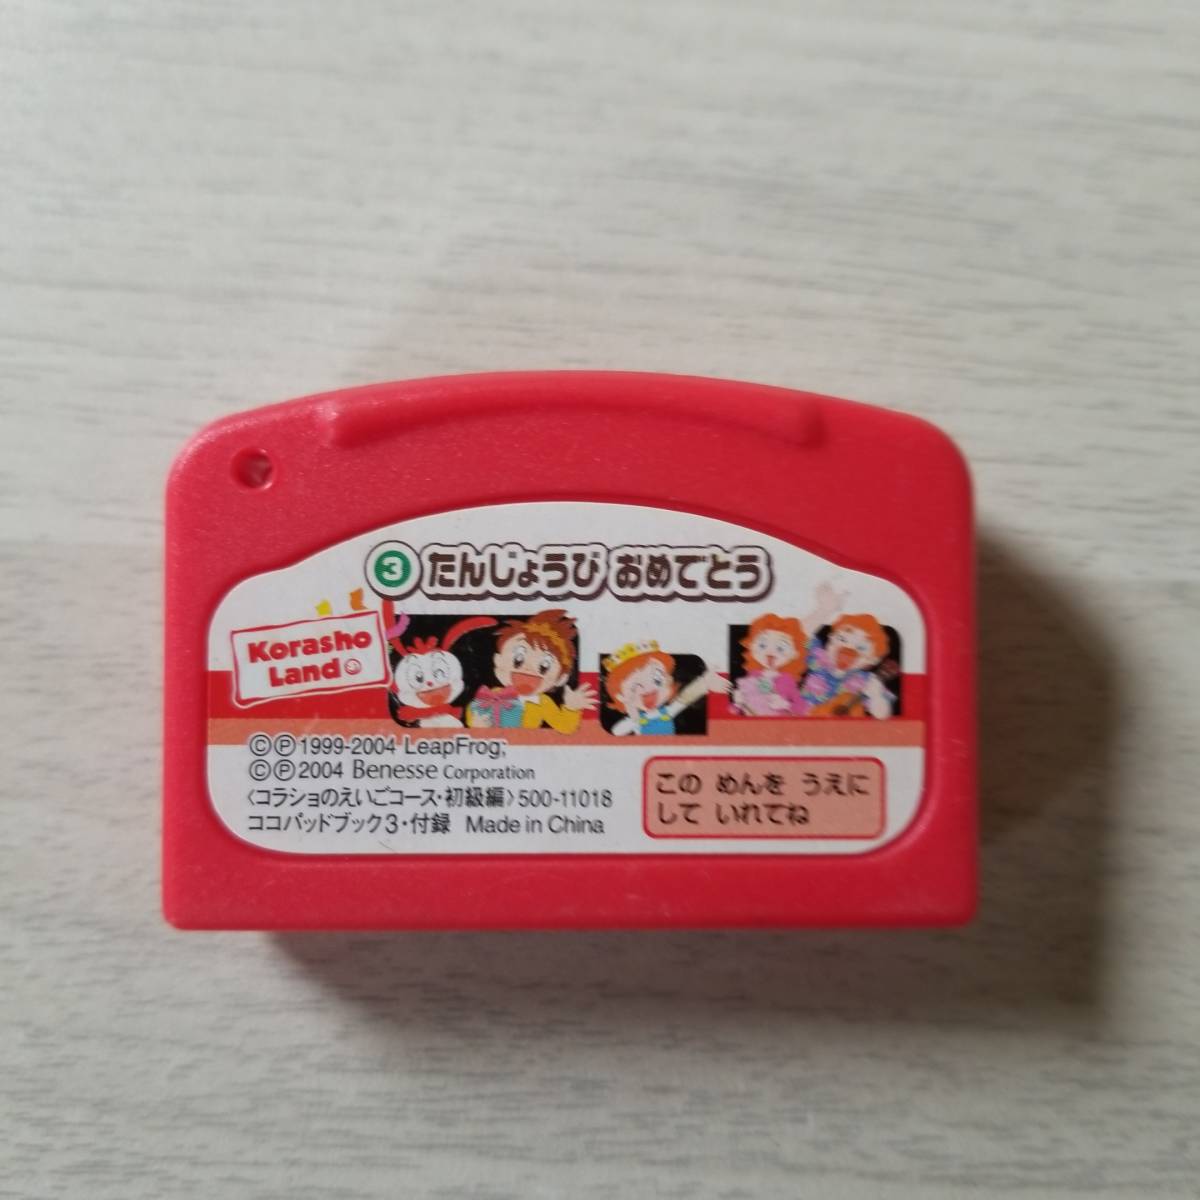 3 たんじょうび おめでとう
Korasho
Land
©Ⓟ1999-2004 LeapFrog;
©Ⓟ2004 Benesse Corporation
〈コラショのえいごコース・初級編〉500-11018
ココパッドブック3・付録 Made in China
この めんを うえに
して いれてね